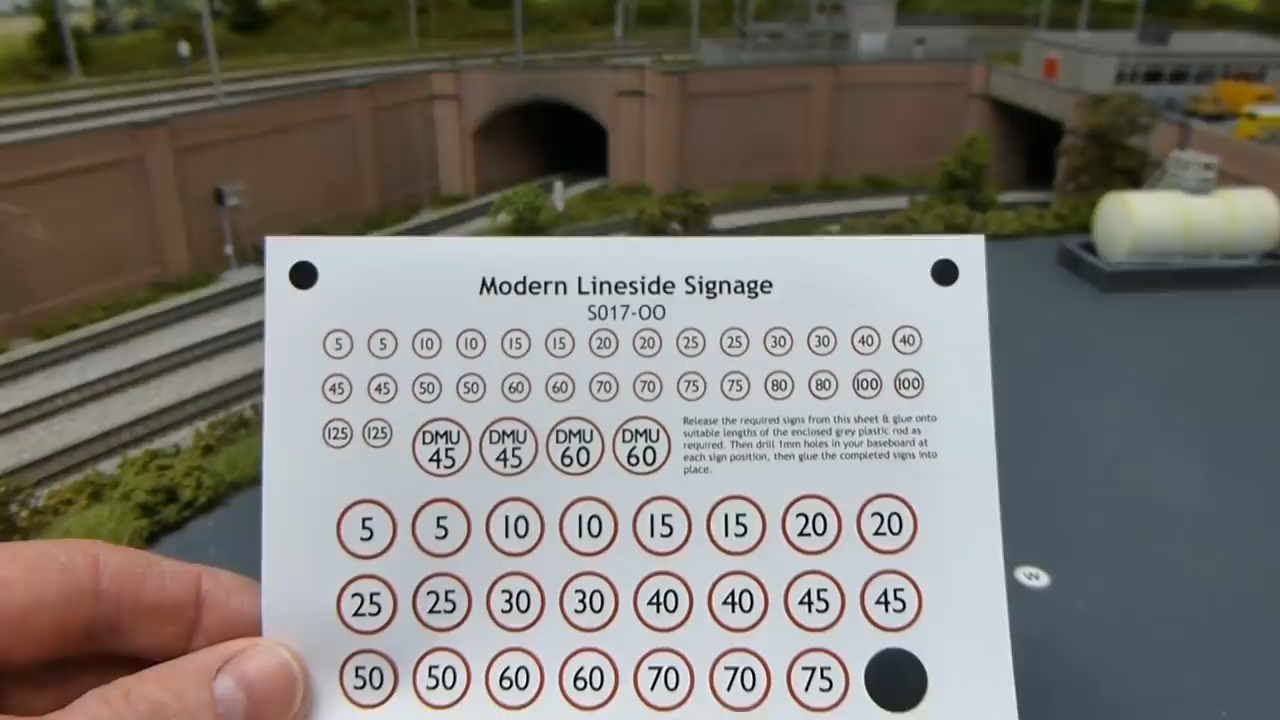 Modern Lineside Signage
S017-OO
5 5 10 10 15 15 20 20 25 25 30 30 40 40
45 45 50 50 60 60 70 70 75 75 80 80 100 100
125 125
DMU 45 DMU 45 DMU 60 DMU 60
Release the required signs from this sheet & glue onto
suitable lengths of the enclosed grey plastic rod as
required. Then drill 1mm holes in your baseboard at
each sign position, then glue the completed signs into
place.
5 5 10 10 15 15 20 20
25 25 30 30 40 40 45 45
50 50 60 60 70 70 75
W